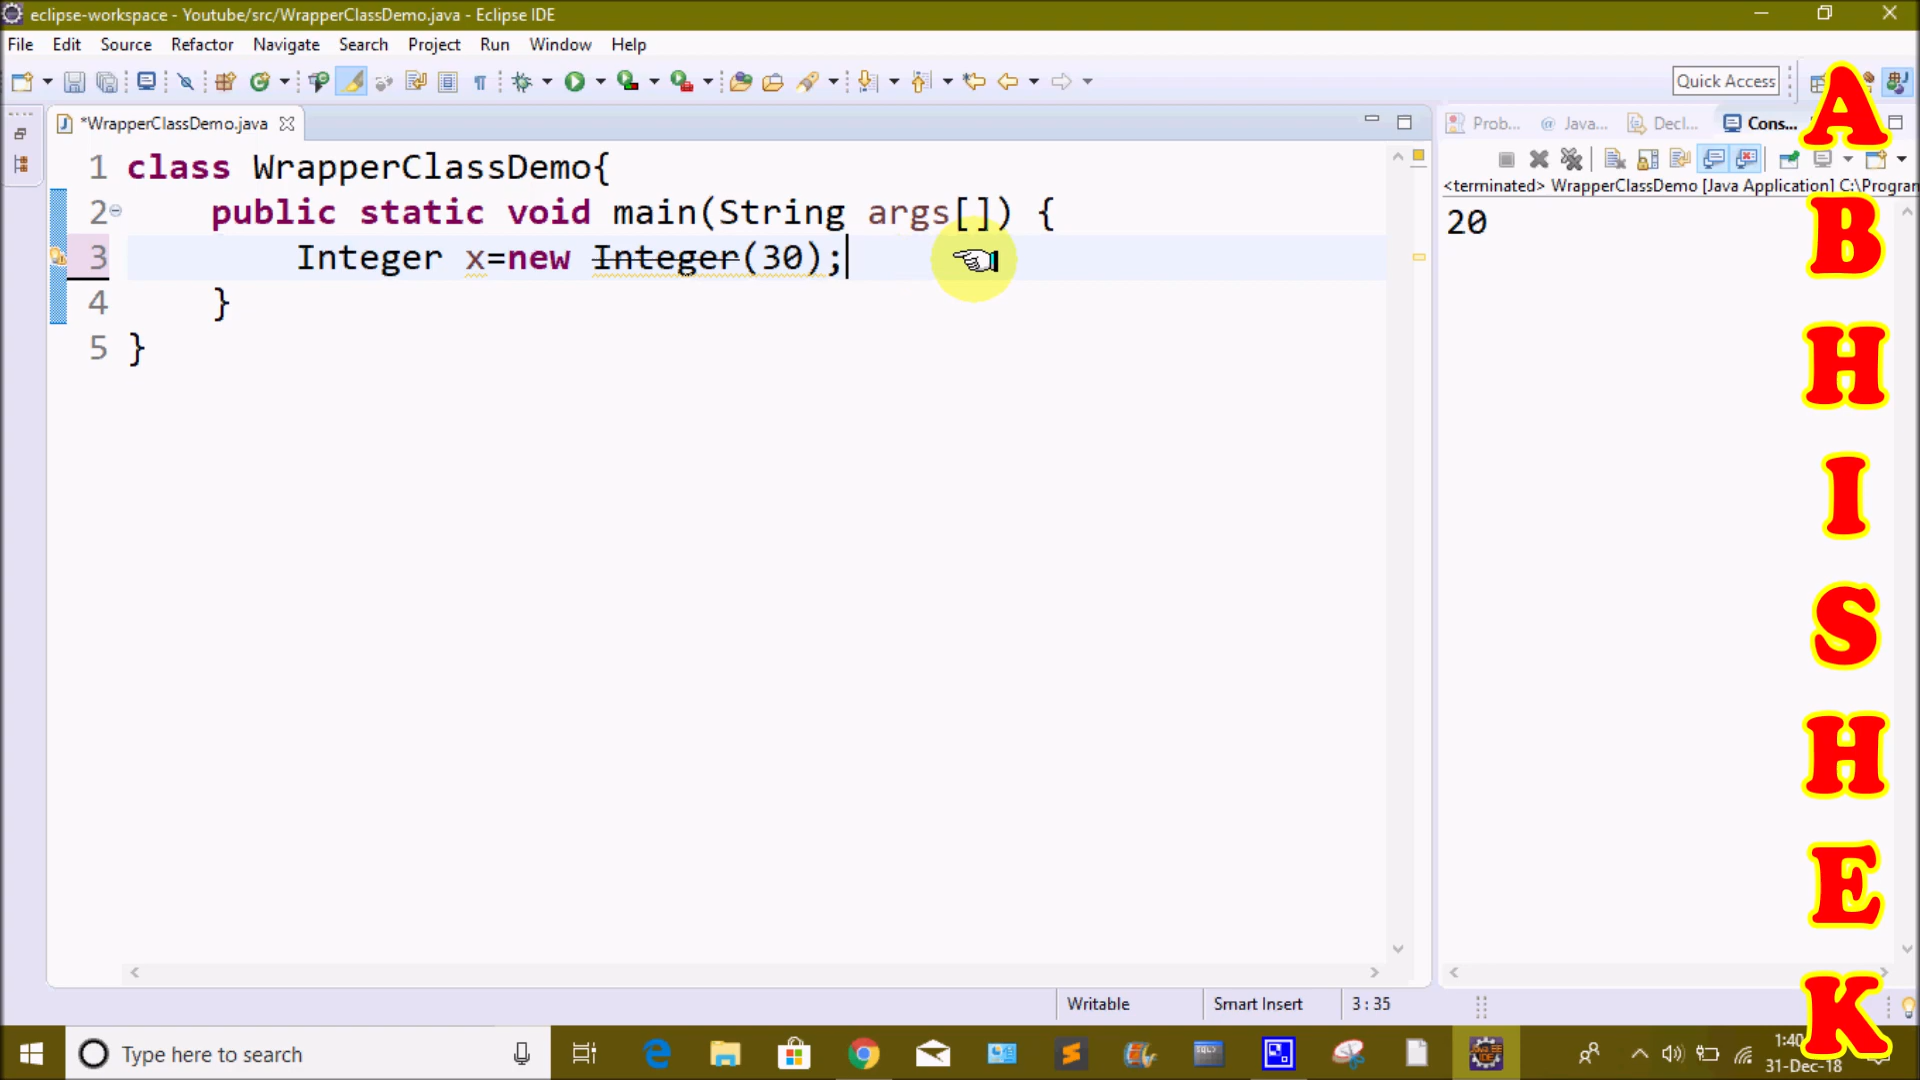 eclipse-workspace - Youtube/src/WrapperClassDemo.java - Eclipse IDE
File Edit Source Refactor Navigate Search Project Run Window Help
Quick Access
*WrapperClassDemo.java
Prob... @ Java... Decl... Cons...
<terminated> WrapperClassDemo [Java Application] C:\Progran
1 class WrapperClassDemo{
2 public static void main(String args[]) {
3 Integer x=new Integer(30);
4 }
5 }
20
A
B
H
I
S
H
E
K
Writable Smart Insert 3 : 35
Type here to search
1:40
31-Dec-18